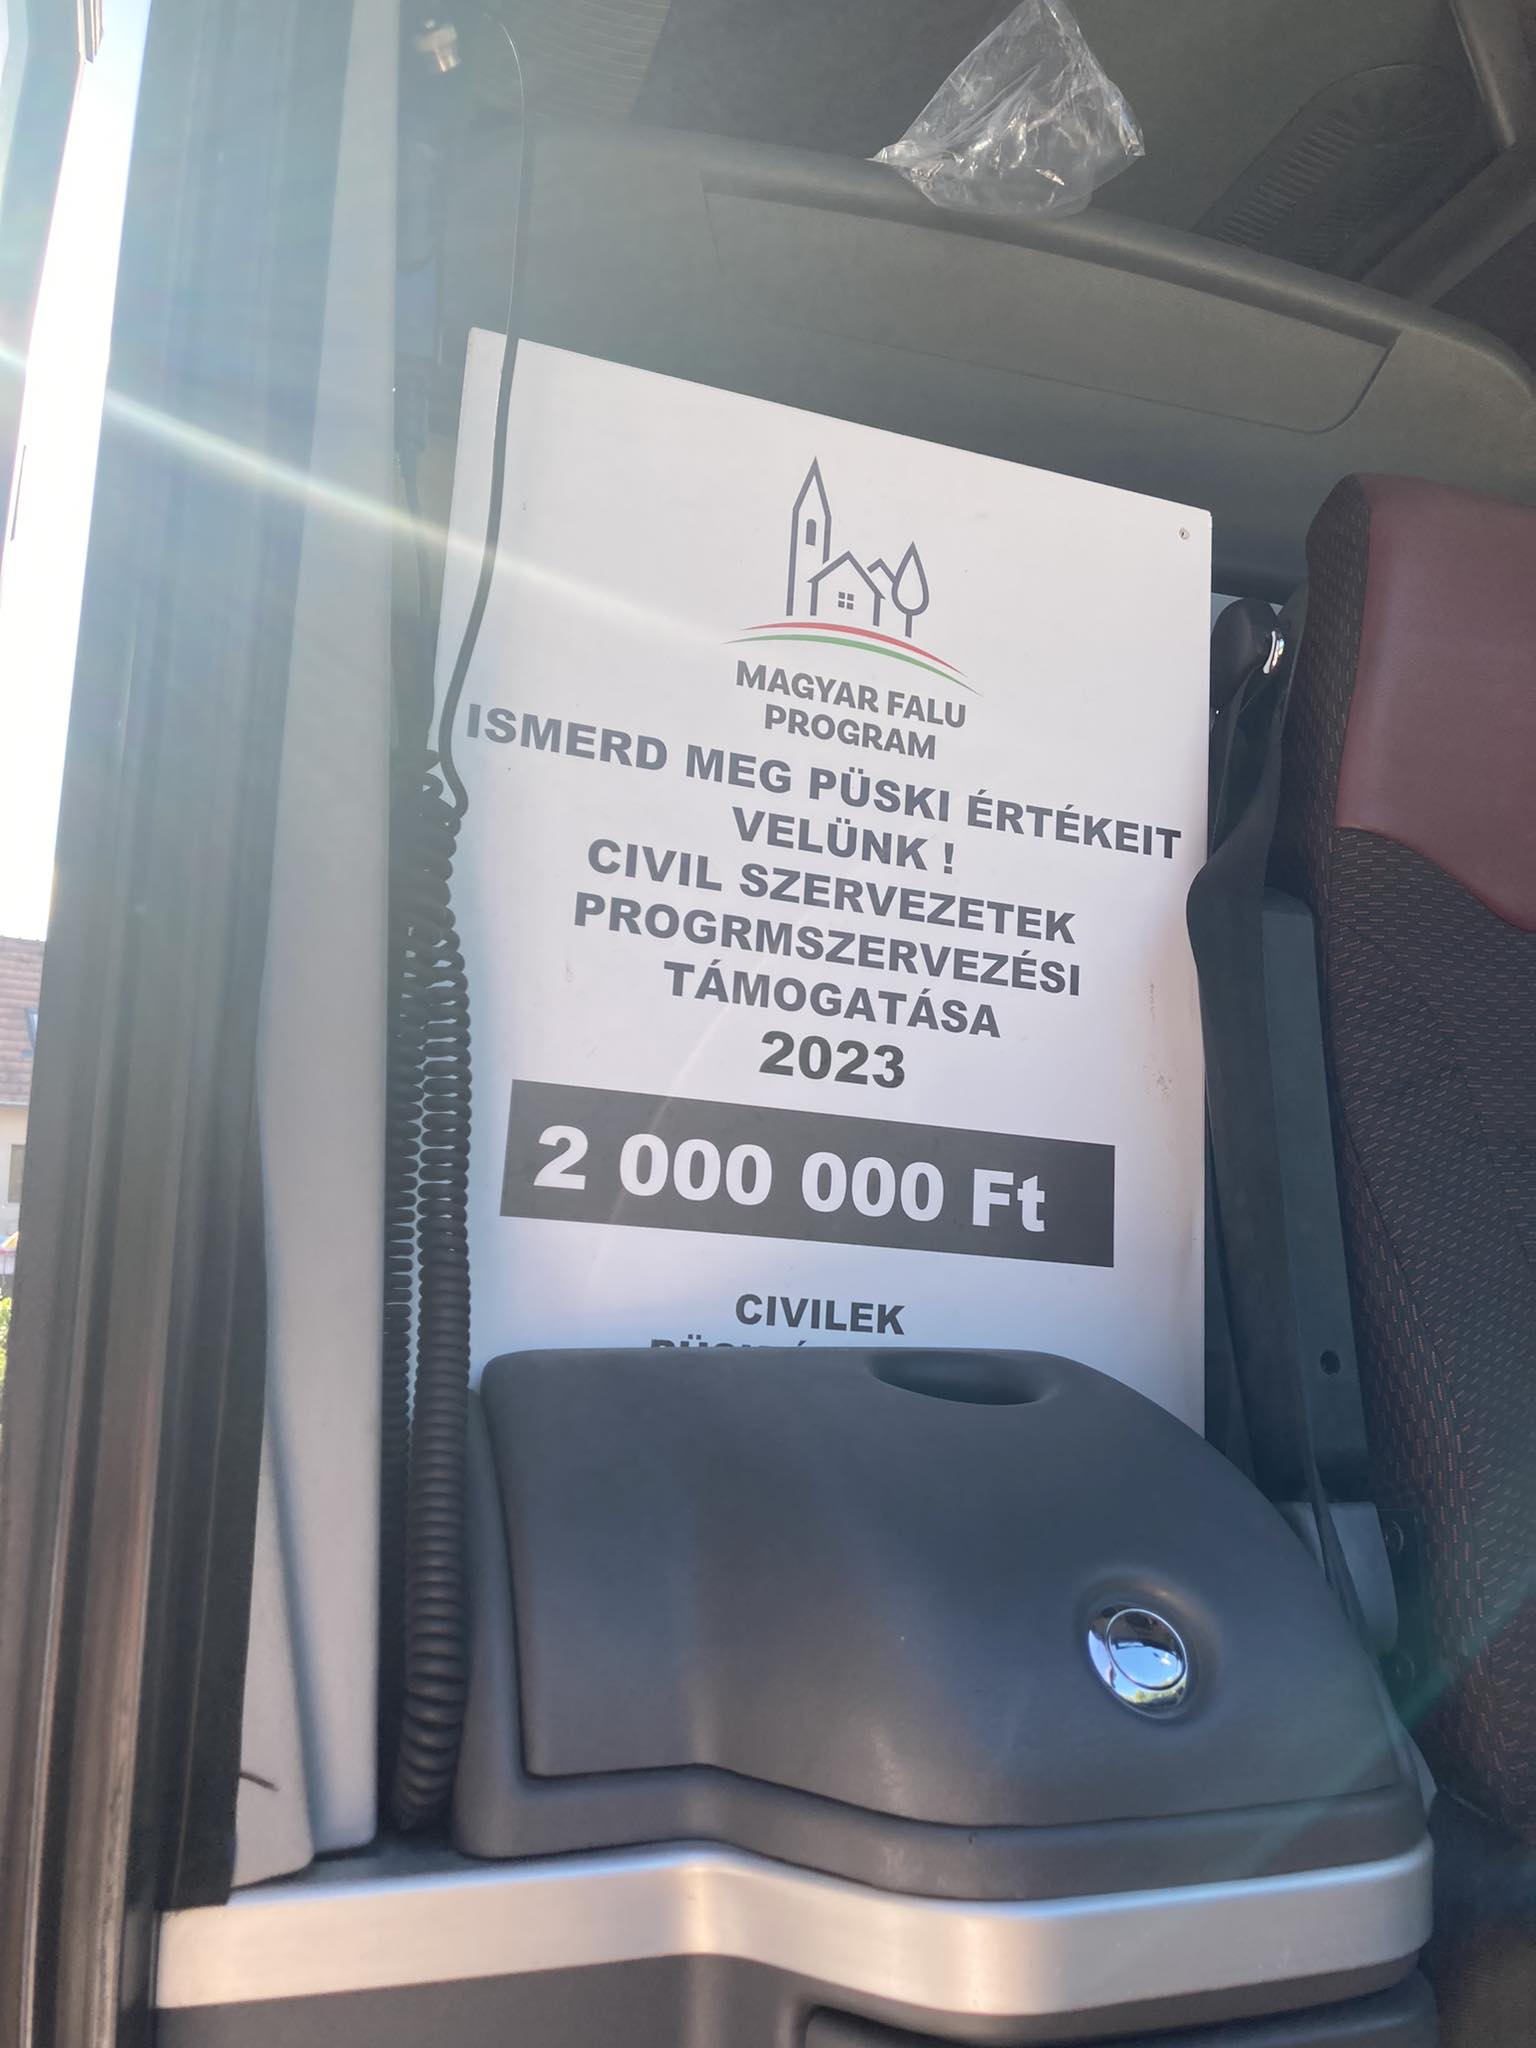 MAGYAR FALU
PROGRAM
ISMERD MEG PÜSKI ÉRTÉKEIT
VELÜNK !
CIVIL SZERVEZETEK
PROGRMSZERVEZÉSI
TÁMOGATÁSA
2023
2 000 000 Ft
CIVILEK